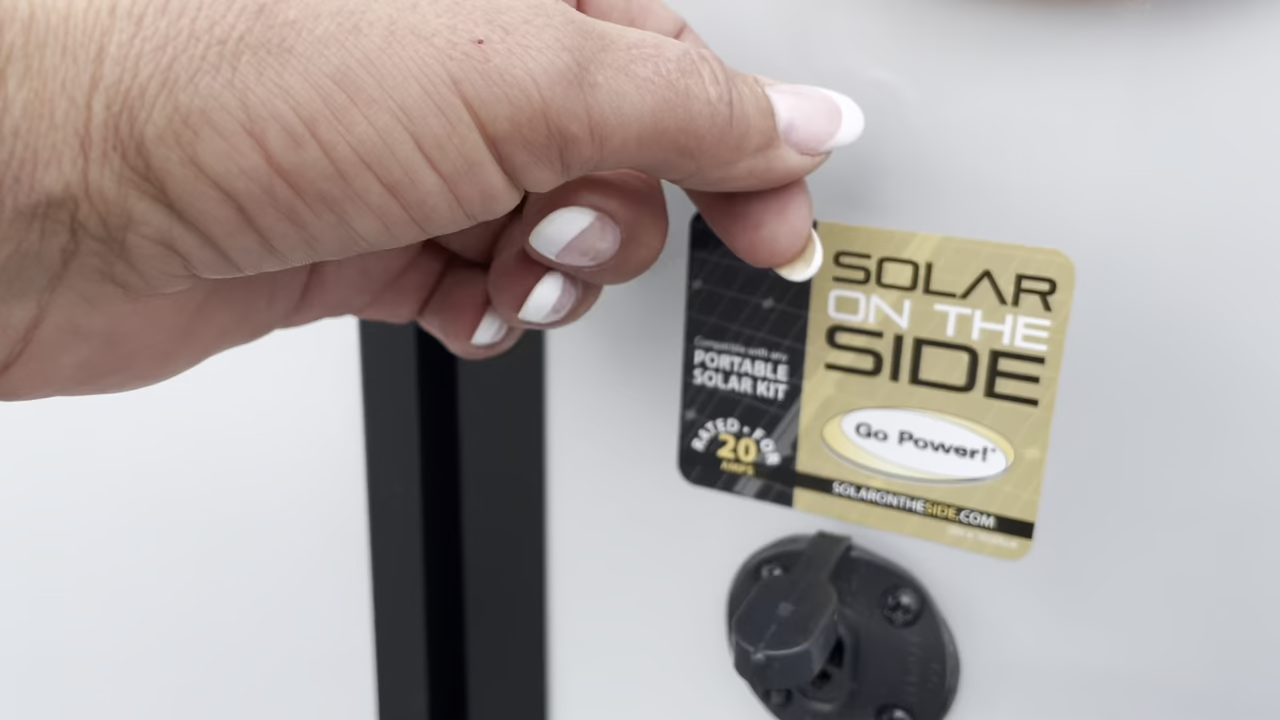 SOLAR
ON THE
SIDE
Compatible with any
PORTABLE
SOLAR KIT
RATED • FOR
20
AMPS
Go Power!
SOLARONTHESIDE.COM